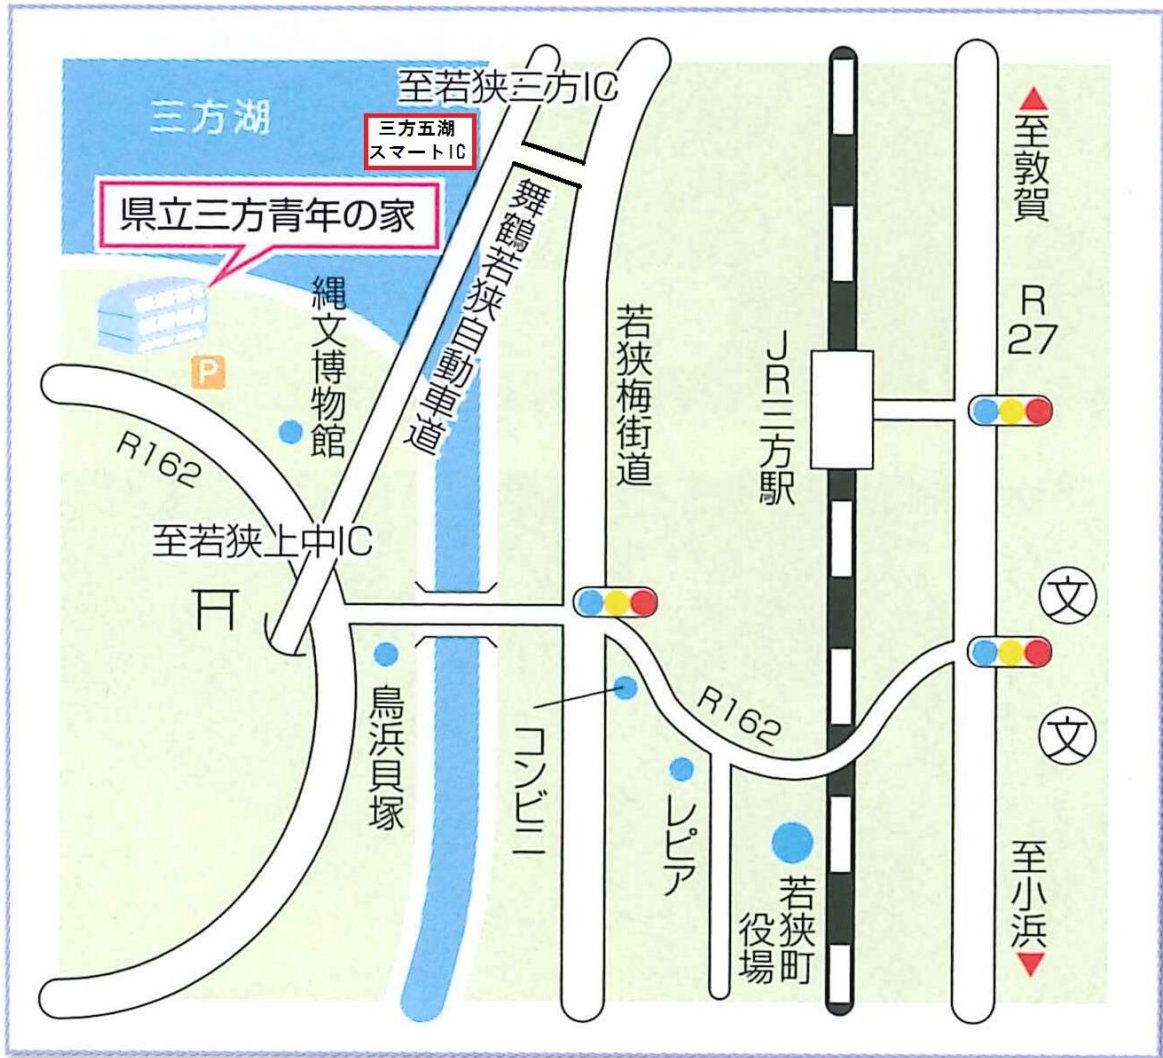 三方湖
至若狭三方IC
三方五湖
スマートIC
県立三方青年の家
舞鶴若狭自動車道
縄文博物館
P
R162
至若狭上中IC
若狭梅街道
JR三方駅
至敦賀
R
27
文
文
鳥浜貝塚
コンビニ
R162
レピア
若狭町
役場
至小浜